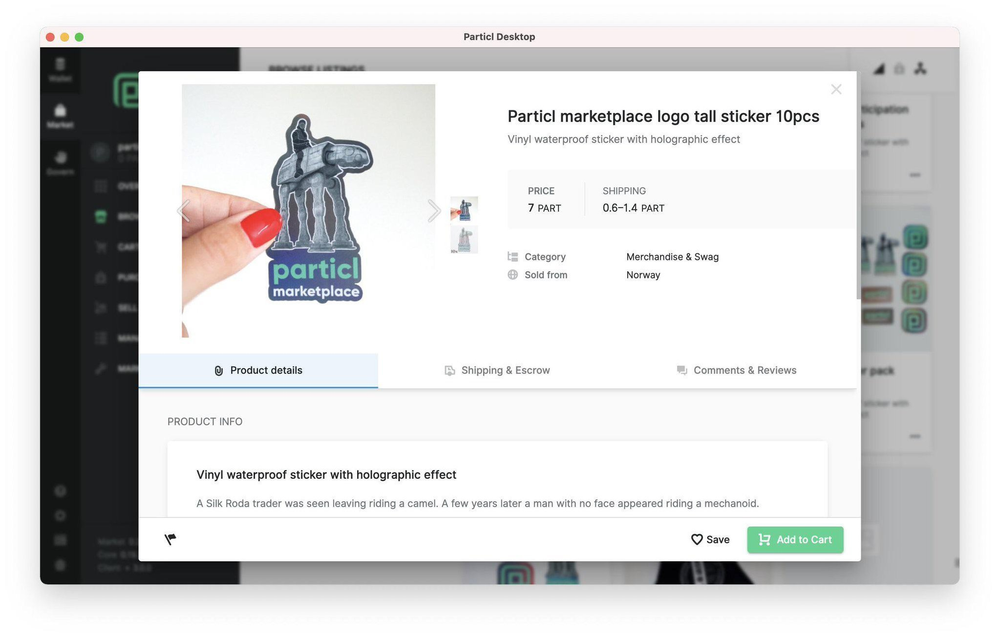 Particl Desktop
Wallet
Market
Govern
BROWSE LISTINGS
Particl marketplace logo tall sticker 10pcs
Vinyl waterproof sticker with holographic effect
PRICE
7 PART
SHIPPING
0.6–1.4 PART
Category
Merchandise & Swag
Sold from
Norway
particl
marketplace
Product details
Shipping & Escrow
Comments & Reviews
PRODUCT INFO
Vinyl waterproof sticker with holographic effect
A Silk Roda trader was seen leaving riding a camel. A few years later a man with no face appeared riding a mechanoid.
Save
Add to Cart